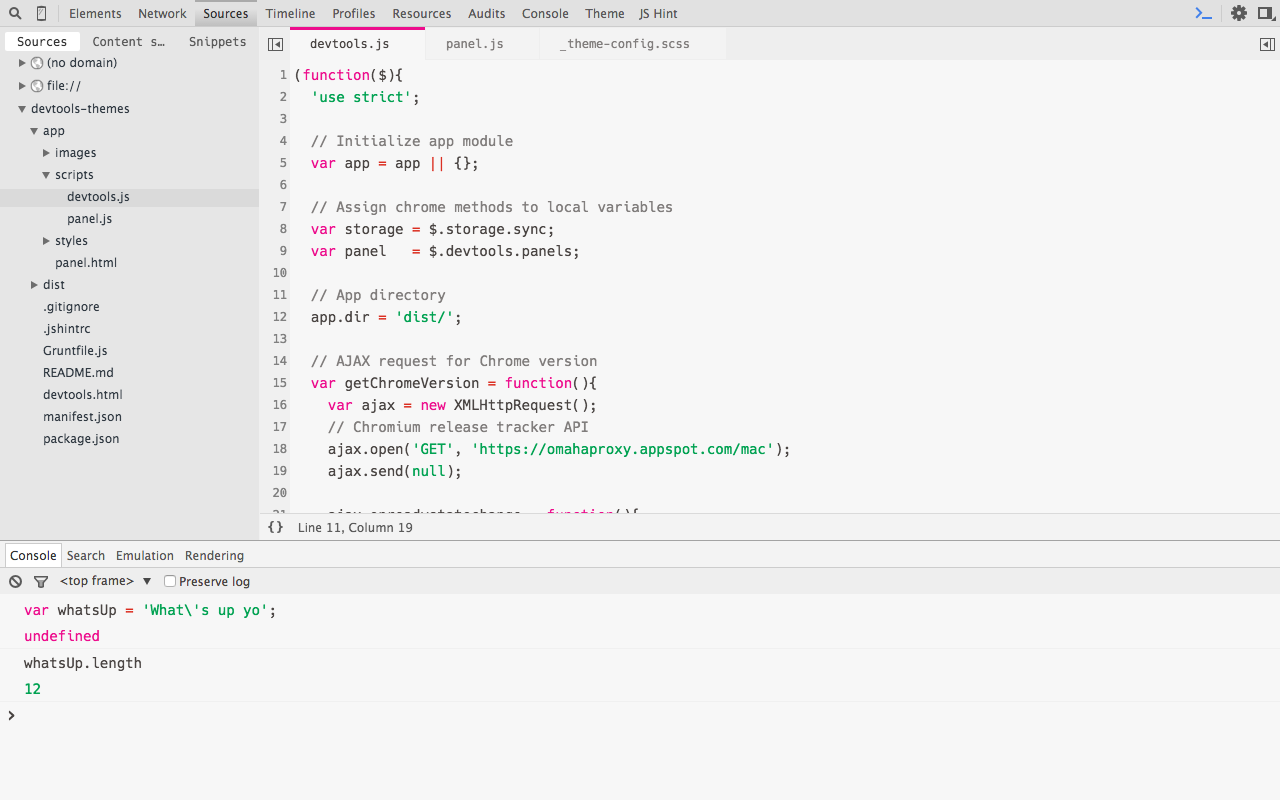 Elements Network Sources Timeline Profiles Resources Audits Console Theme JS Hint
Sources Content s… Snippets
(no domain)
file://
devtools-themes
app
images
scripts
devtools.js
panel.js
styles
panel.html
dist
.gitignore
.jshintrc
Gruntfile.js
README.md
devtools.html
manifest.json
package.json
devtools.js panel.js _theme-config.scss
1 (function($){
2 'use strict';
3
4 // Initialize app module
5 var app = app || {};
6
7 // Assign chrome methods to local variables
8 var storage = $.storage.sync;
9 var panel = $.devtools.panels;
10
11 // App directory
12 app.dir = 'dist/';
13
14 // AJAX request for Chrome version
15 var getChromeVersion = function(){
16 var ajax = new XMLHttpRequest();
17 // Chromium release tracker API
18 ajax.open('GET', 'https://omahaproxy.appspot.com/mac');
19 ajax.send(null);
20
21 ajax.onreadystatechange = function(){
{} Line 11, Column 19
Console Search Emulation Rendering
<top frame> ▼ Preserve log
var whatsUp = 'What\'s up yo';
undefined
whatsUp.length
12
>